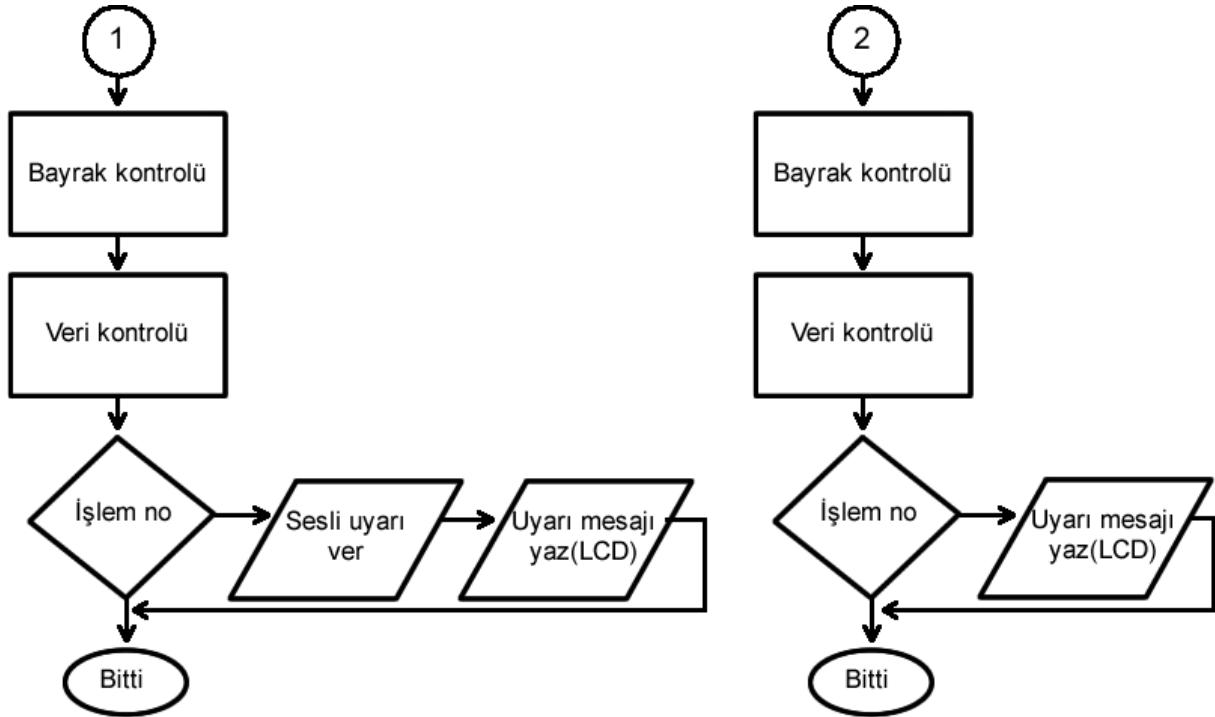 1
Bayrak kontrolü
Veri kontrolü
İşlem no
Sesli uyarı
ver
Uyarı mesajı
yaz(LCD)
Bitti
2
Bayrak kontrolü
Veri kontrolü
İşlem no
Uyarı mesajı
yaz(LCD)
Bitti